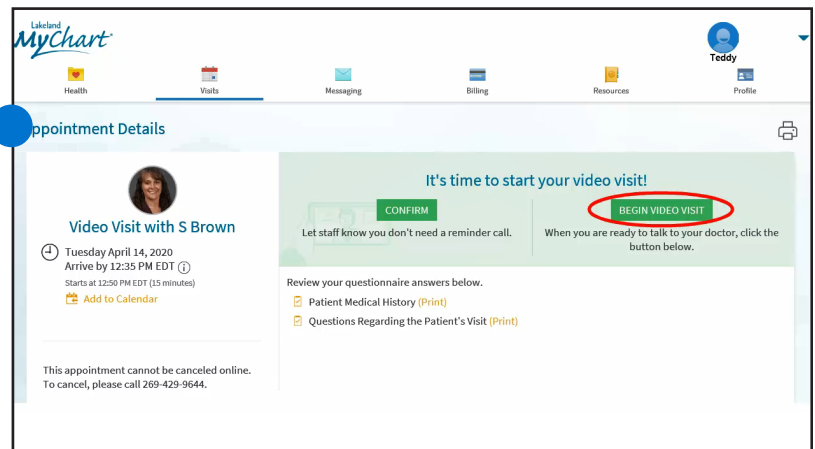 Lakeland
MyChart
Teddy
Health
Visits
Messaging
Billing
Resources
Profile
ppointment Details
Video Visit with S Brown
Tuesday April 14, 2020
Arrive by 12:35 PM EDT
Starts at 12:50 PM EDT (15 minutes)
Add to Calendar
This appointment cannot be canceled online.
To cancel, please call 269-429-9644.
It's time to start your video visit!
CONFIRM
Let staff know you don't need a reminder call.
BEGIN VIDEO VISIT
When you are ready to talk to your doctor, click the
button below.
Review your questionnaire answers below.
Patient Medical History (Print)
Questions Regarding the Patient's Visit (Print)